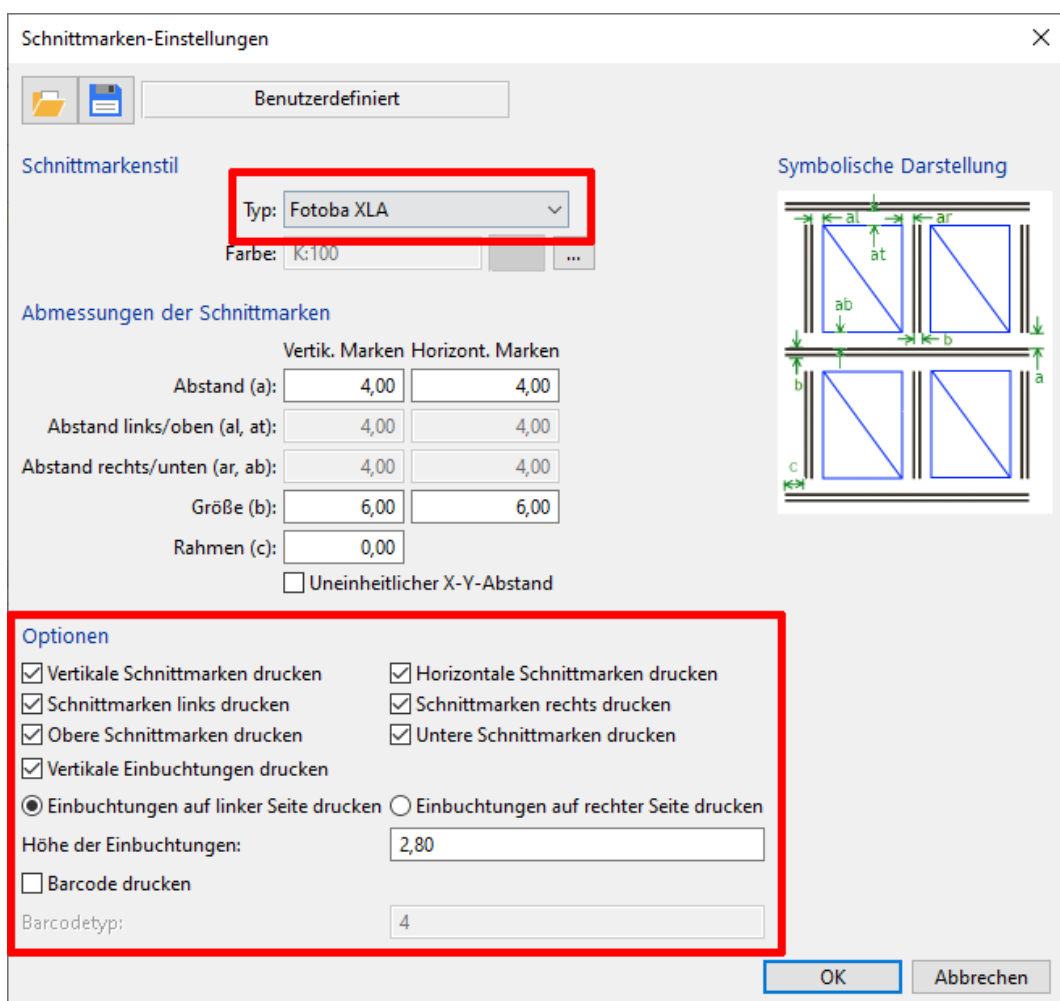 Schnittmarken-Einstellungen
Benutzerdefiniert
Schnittmarkenstil
Typ: Fotoba XLA
Farbe: K:100 ...
Abmessungen der Schnittmarken
Vertik. Marken Horizont. Marken
Abstand (a): 4,00 4,00
Abstand links/oben (al, at): 4,00 4,00
Abstand rechts/unten (ar, ab): 4,00 4,00
Größe (b): 6,00 6,00
Rahmen (c): 0,00
Uneinheitlicher X-Y-Abstand
Symbolische Darstellung
al ar
at
ab
b
b a
c
Optionen
Vertikale Schnittmarken drucken Horizontale Schnittmarken drucken
Schnittmarken links drucken Schnittmarken rechts drucken
Obere Schnittmarken drucken Untere Schnittmarken drucken
Vertikale Einbuchtungen drucken
Einbuchtungen auf linker Seite drucken Einbuchtungen auf rechter Seite drucken
Höhe der Einbuchtungen: 2,80
Barcode drucken
Barcodetyp: 4
OK Abbrechen